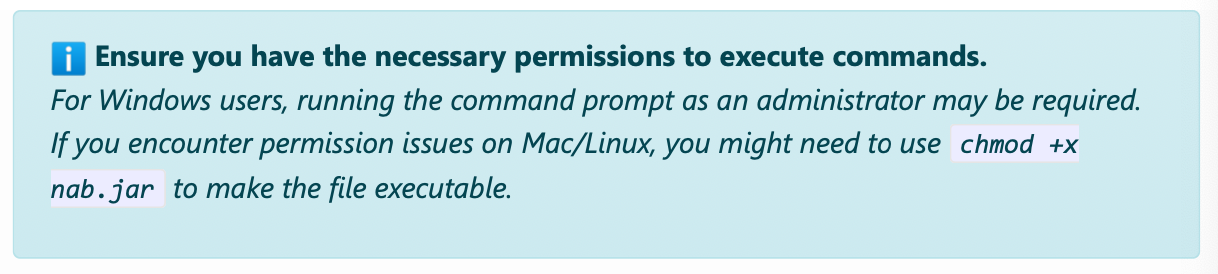 ℹ️ Ensure you have the necessary permissions to execute commands.
For Windows users, running the command prompt as an administrator may be required.
If you encounter permission issues on Mac/Linux, you might need to use chmod +x
nab.jar to make the file executable.